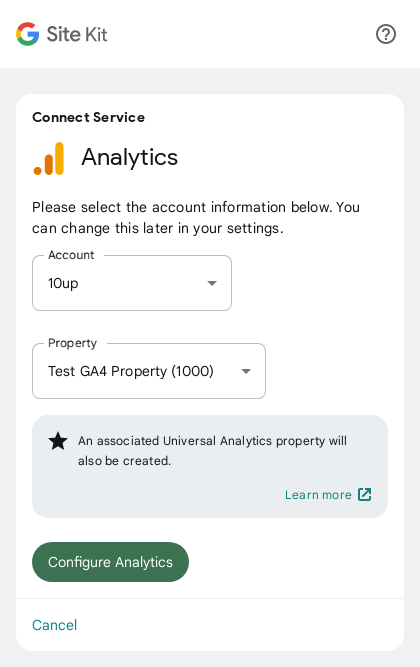 Site Kit
Connect Service
Analytics
Please select the account information below. You
can change this later in your settings.
Account
10up
Property
Test GA4 Property (1000)
An associated Universal Analytics property will
also be created.
Learn more
Configure Analytics
Cancel